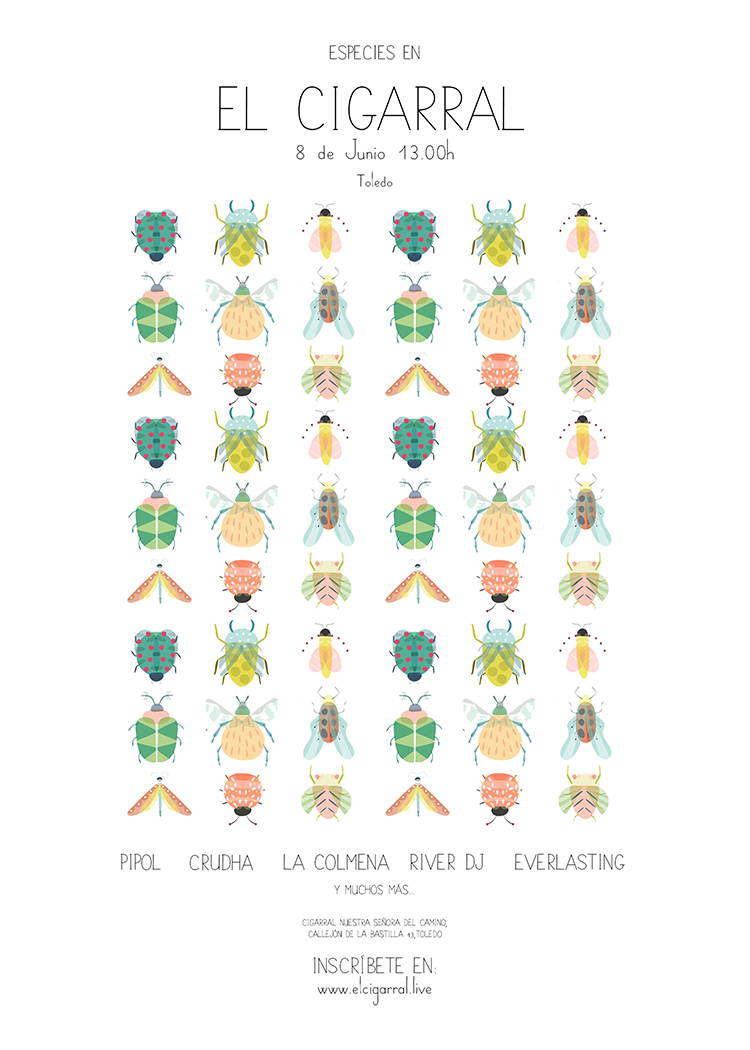 ESPECIES EN
EL CIGARRAL
8 de Junio 13.00h
Toledo
PIPOL CRUDHA LA COLMENA RIVER DJ EVERLASTING
Y MUCHOS MÁS...
CIGARRAL NUESTRA SEÑORA DEL CAMINO,
CALLEJÓN DE LA BASTILLA 13,TOLEDO
INSCRÍBETE EN:
www.elcigarral.live